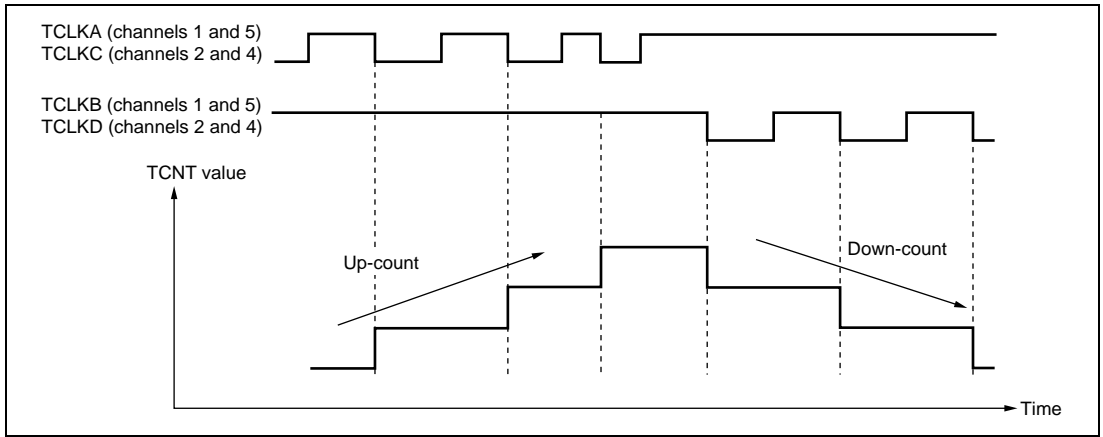 TCLKA (channels 1 and 5)
TCLKC (channels 2 and 4)
TCLKB (channels 1 and 5)
TCLKD (channels 2 and 4)
TCNT value
Up-count
Down-count
Time